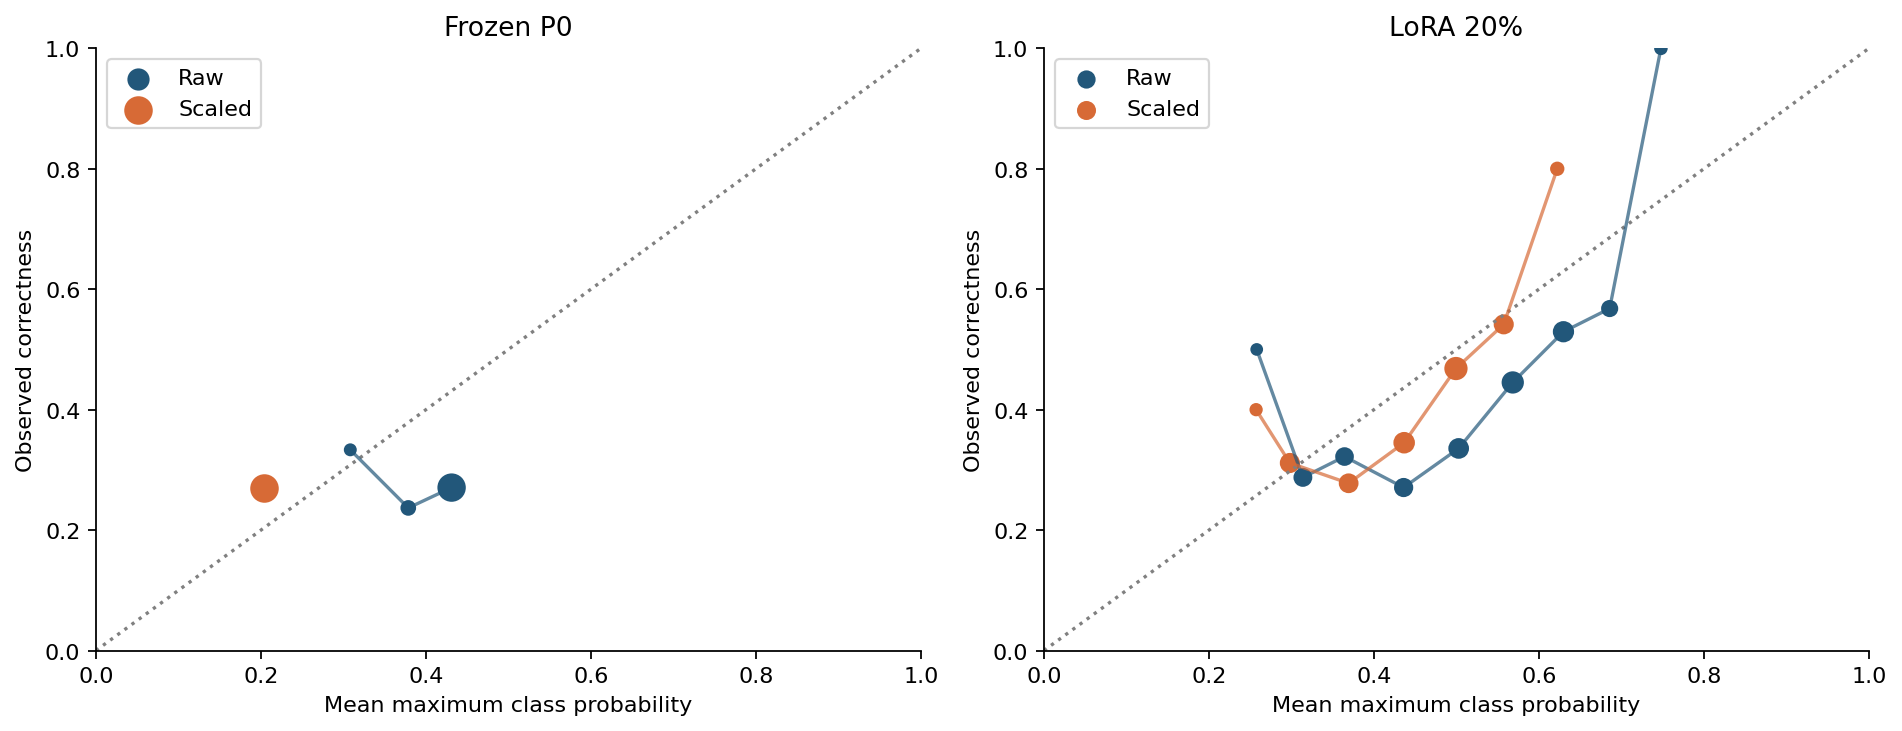 Frozen P0
1.0
0.8
0.6
0.4
0.2
0.0
Observed correctness
Raw
Scaled
0.0 0.2 0.4 0.6 0.8 1.0
Mean maximum class probability
LoRA 20%
1.0
0.8
0.6
0.4
0.2
0.0
Observed correctness
Raw
Scaled
0.0 0.2 0.4 0.6 0.8 1.0
Mean maximum class probability